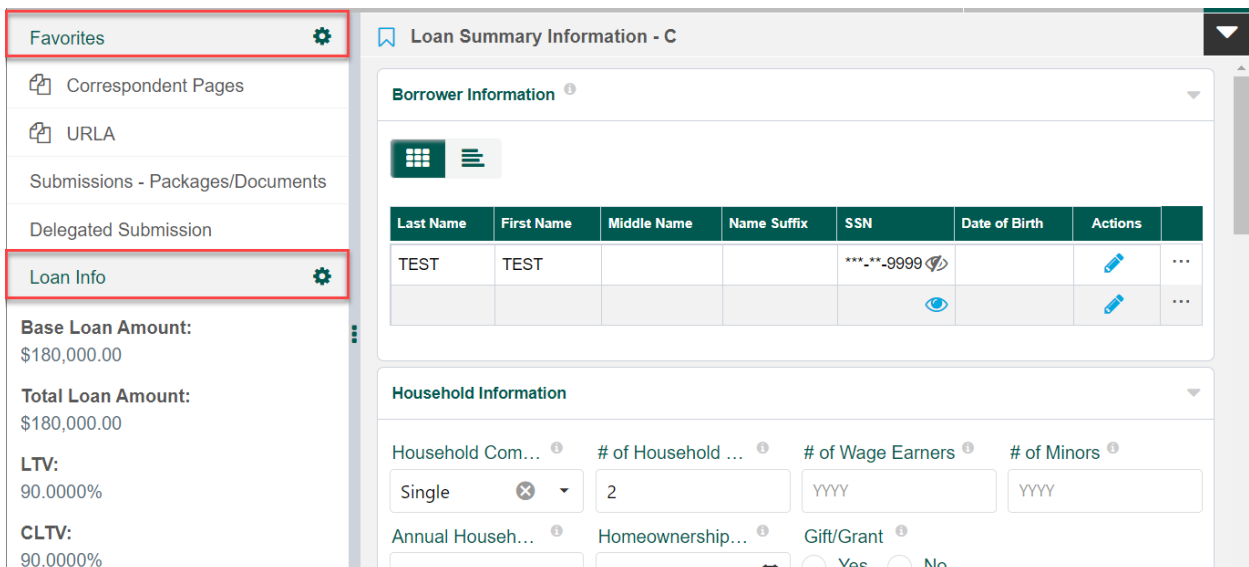 Favorites
Correspondent Pages
URLA
Submissions - Packages/Documents
Delegated Submission
Loan Info
Base Loan Amount:
$180,000.00
Total Loan Amount:
$180,000.00
LTV:
90.0000%
CLTV:
90.0000%
Loan Summary Information - C
Borrower Information
Last Name First Name Middle Name Name Suffix SSN Date of Birth Actions
TEST TEST ***-**-9999 ...
...
Household Information
Household Com... # of Household ... # of Wage Earners # of Minors
Single 2 YYYY YYYY
Annual Househ... Homeownership... Gift/Grant
Yes No